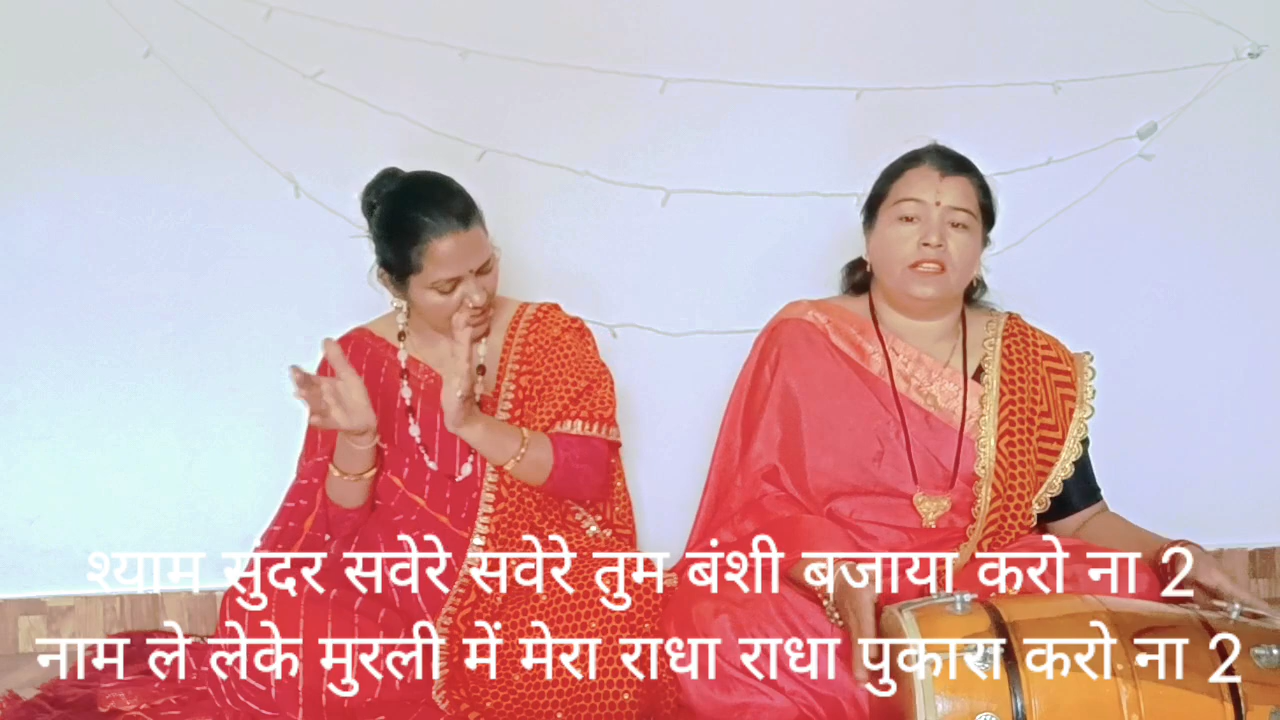 श्याम सुंदर सवेरे सवेरे तुम बंशी बजाया करो ना 2
नाम ले लेके मुरली में मेरा राधा राधा पुकारा करो ना 2